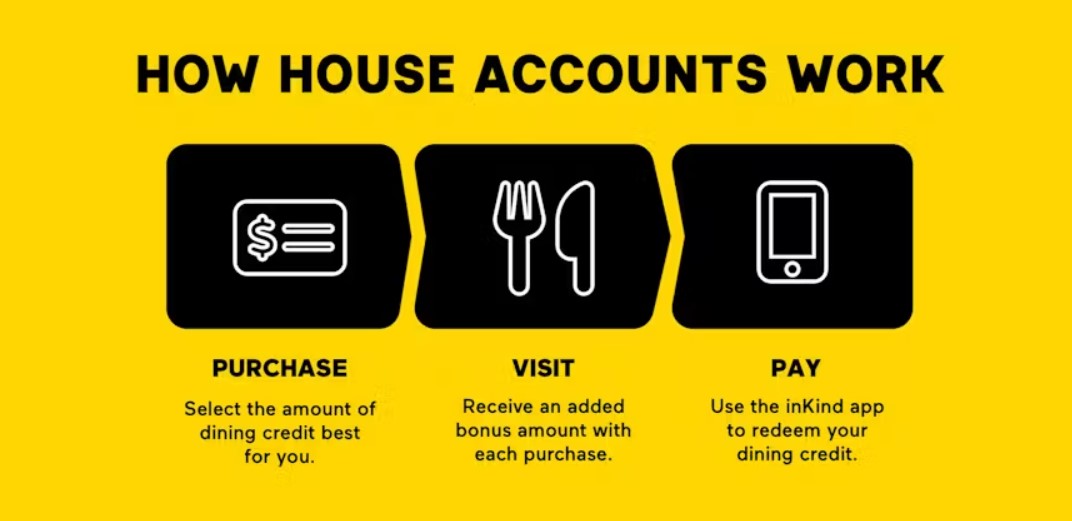 HOW HOUSE ACCOUNTS WORK
$
PURCHASE
Select the amount of
dining credit best
for you.
VISIT
Receive an added
bonus amount with
each purchase.
PAY
Use the inKind app
to redeem your
dining credit.